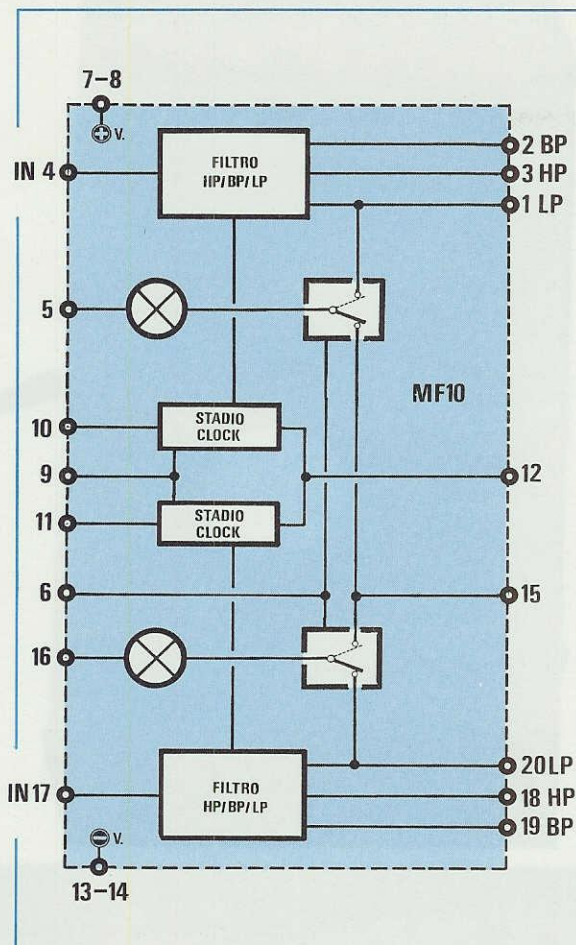 7-8
V.
IN 4
FILTRO
HP/BP/LP
2 BP
3 HP
1 LP
5
MF10
10
STADIO
CLOCK
9
12
11
STADIO
CLOCK
6
15
16
IN 17
FILTRO
HP/BP/LP
20 LP
18 HP
19 BP
V.
13-14